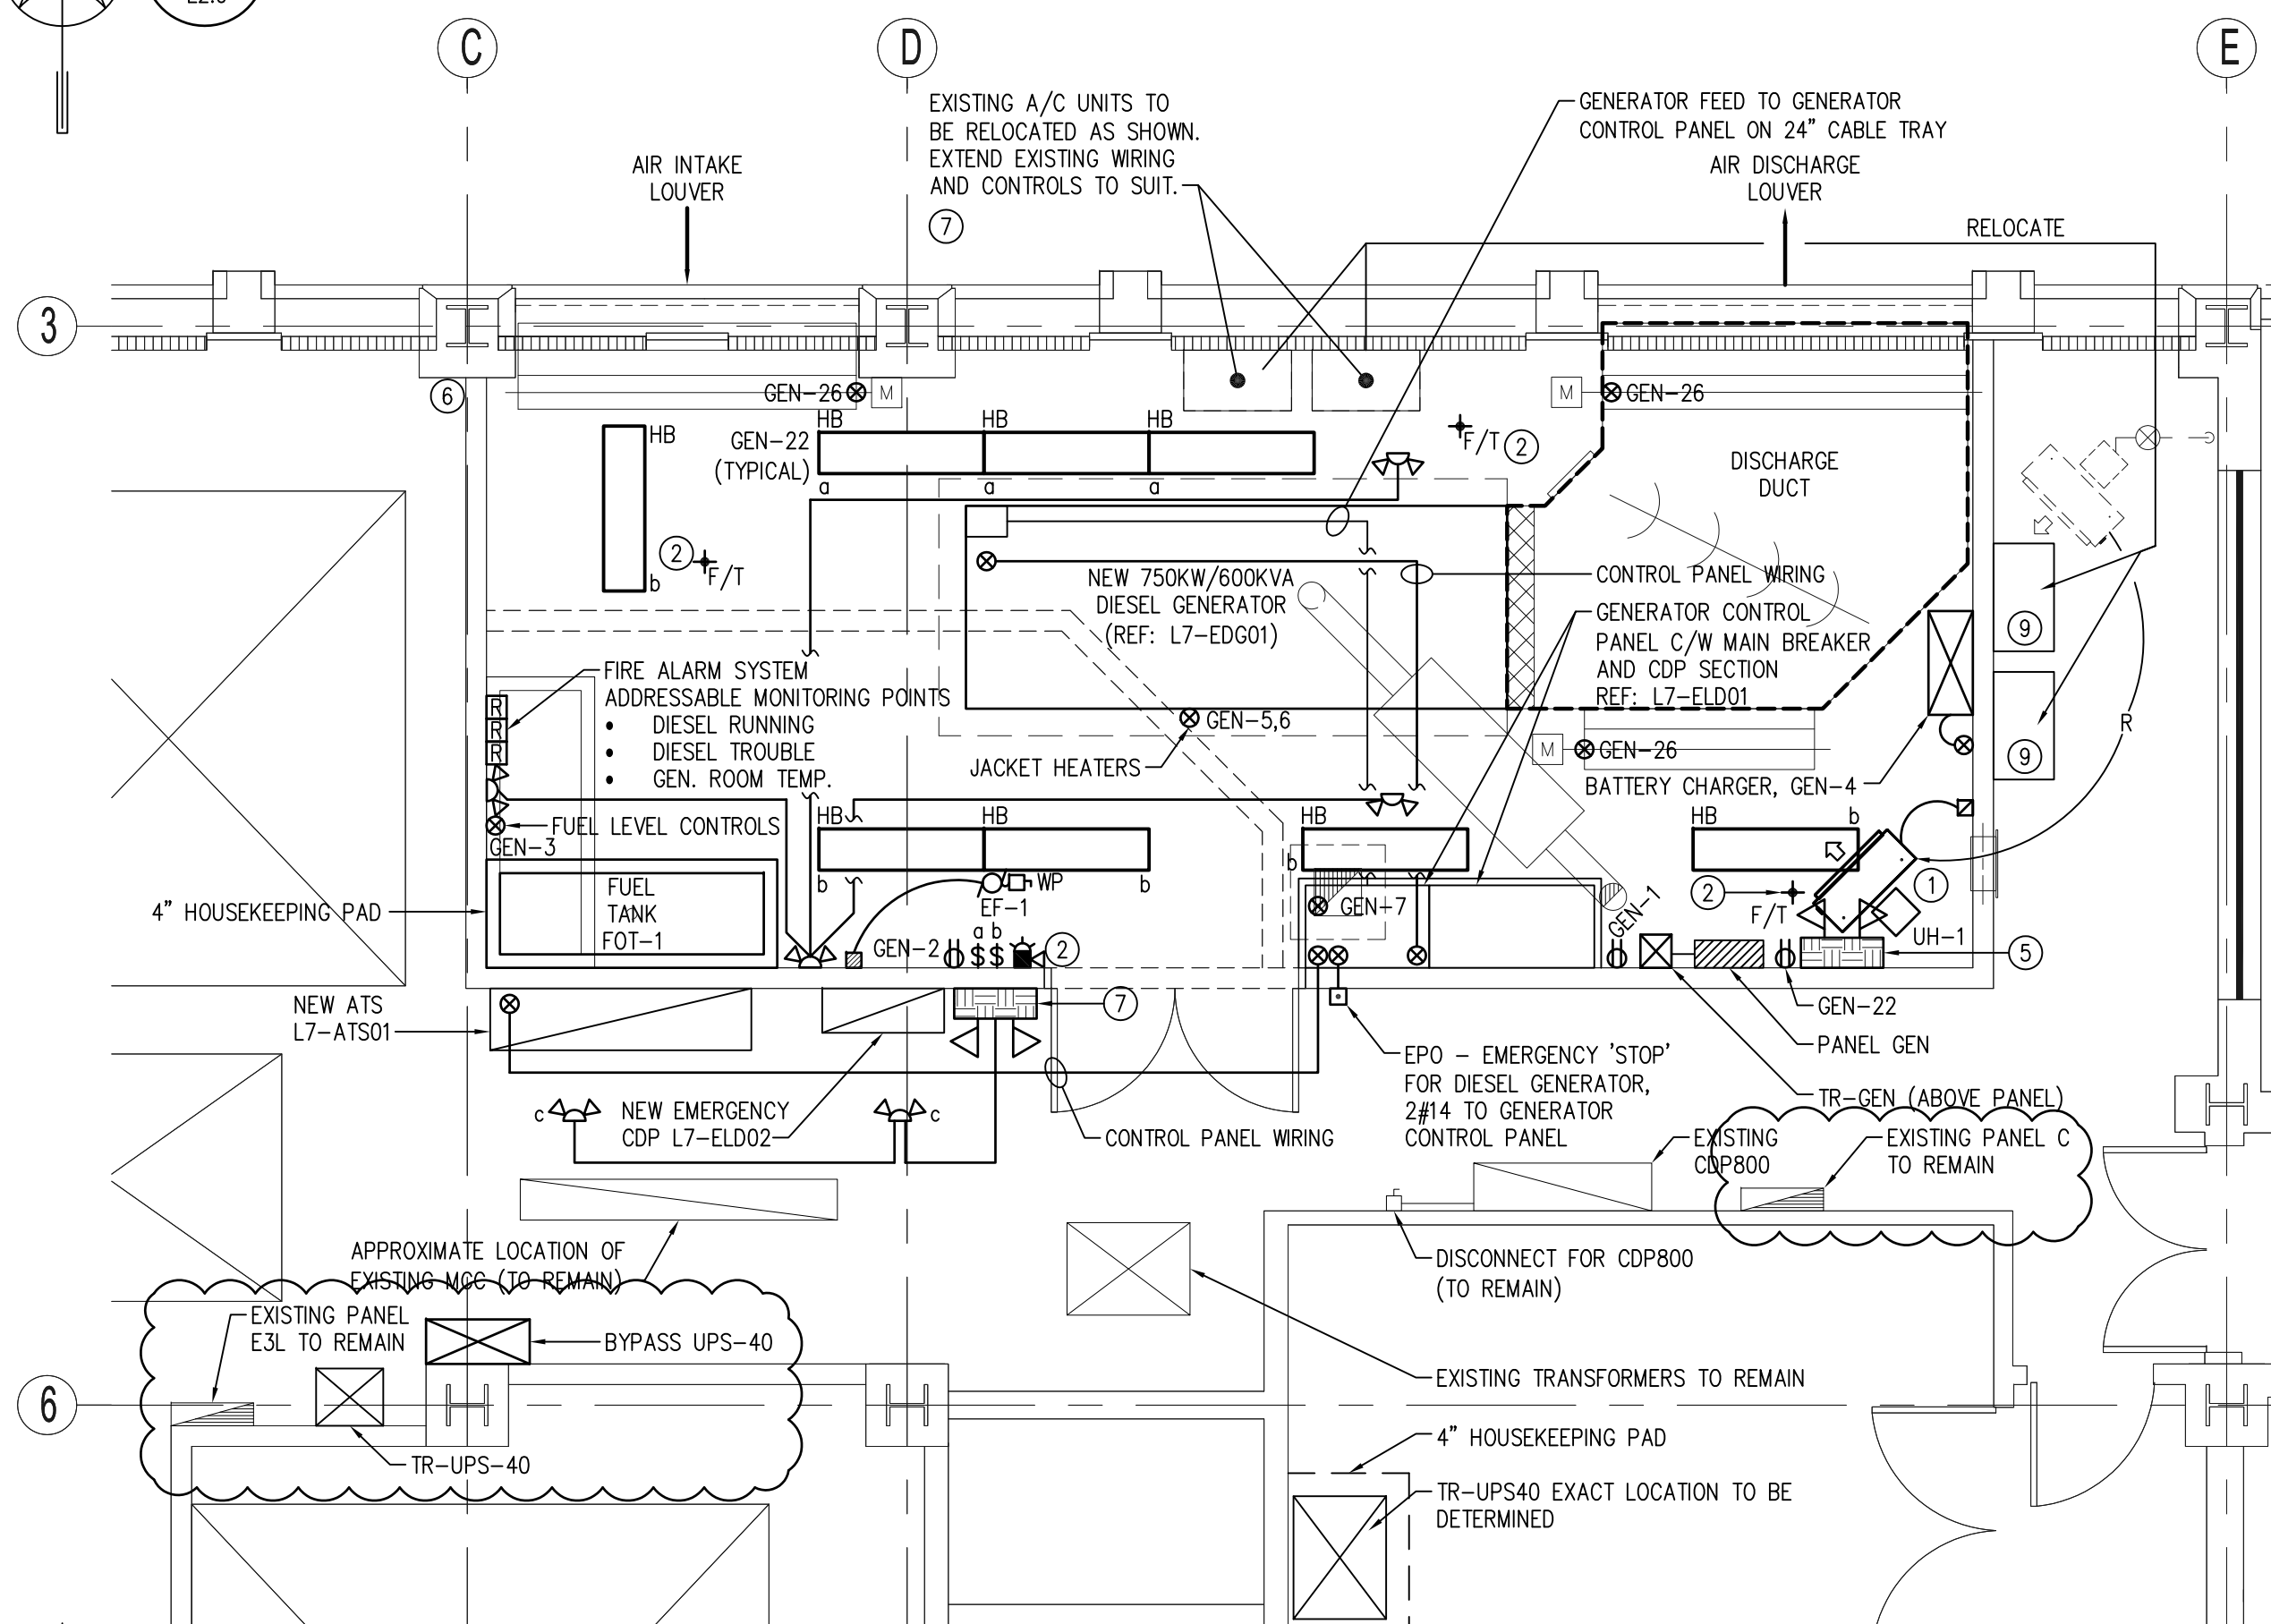 C
D
E
EXISTING A/C UNITS TO
BE RELOCATED AS SHOWN.
EXTEND EXISTING WIRING
AND CONTROLS TO SUIT.
7
GENERATOR FEED TO GENERATOR
CONTROL PANEL ON 24" CABLE TRAY
AIR INTAKE
LOUVER
AIR DISCHARGE
LOUVER
RELOCATE
3
6
GEN-26
M
M
GEN-26
HB
HB
HB
HB
GEN-22
(TYPICAL)
a
a
a
F/T
2
DISCHARGE
DUCT
2
F/T
b
NEW 750KW/600KVA
DIESEL GENERATOR
(REF: L7-EDG01)
CONTROL PANEL WIRING
GENERATOR CONTROL
PANEL C/W MAIN BREAKER
AND CDP SECTION
REF: L7-ELD01
9
9
R
FIRE ALARM SYSTEM
ADDRESSABLE MONITORING POINTS
• DIESEL RUNNING
• DIESEL TROUBLE
• GEN. ROOM TEMP.
R
R
R
GEN-5,6
JACKET HEATERS
M
GEN-26
BATTERY CHARGER, GEN-4
FUEL LEVEL CONTROLS
GEN-3
HB
HB
HB
HB
b
b
b
b
FUEL
TANK
FOT-1
4" HOUSEKEEPING PAD
WP
EF-1
a b
GEN-2
$ $
2
GEN-7
GEN-1
2
F/T
1
UH-1
5
NEW ATS
L7-ATS01
7
GEN-22
PANEL GEN
TR-GEN (ABOVE PANEL)
EPO – EMERGENCY 'STOP'
FOR DIESEL GENERATOR,
2#14 TO GENERATOR
CONTROL PANEL
c
c
NEW EMERGENCY
CDP L7-ELD02
CONTROL PANEL WIRING
EXISTING
CDP800
EXISTING PANEL C
TO REMAIN
APPROXIMATE LOCATION OF
EXISTING MCC (TO REMAIN)
DISCONNECT FOR CDP800
(TO REMAIN)
EXISTING PANEL
E3L TO REMAIN
BYPASS UPS-40
EXISTING TRANSFORMERS TO REMAIN
6
TR-UPS-40
4" HOUSEKEEPING PAD
TR-UPS40 EXACT LOCATION TO BE
DETERMINED